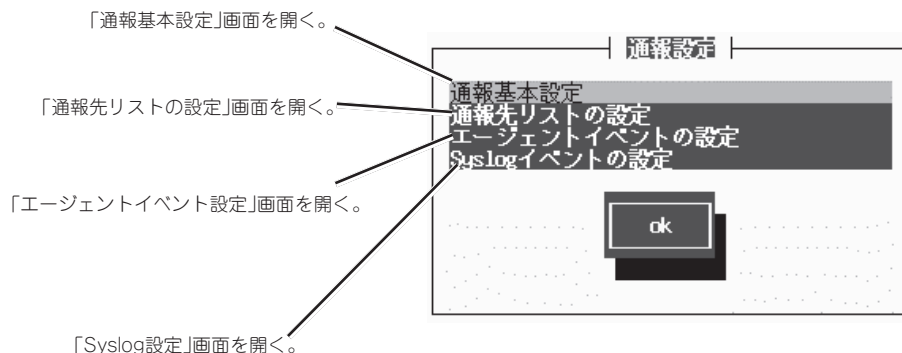 「通報基本設定」画面を開く。
通報設定
通報基本設定
「通報先リストの設定」画面を開く。
通報先リストの設定
エージェントイベントの設定
Syslogイベントの設定
「エージェントイベント設定」画面を開く。
ok
「Syslog設定」画面を開く。